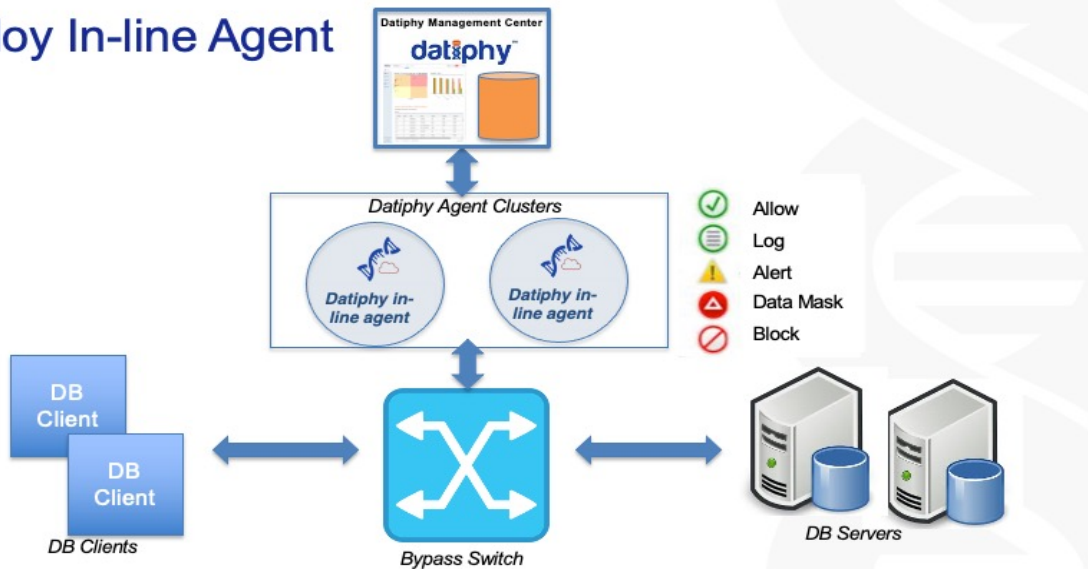 loy In-line Agent
Datiphy Management Center
datiphy™
Datiphy Agent Clusters
Datiphy in-
line agent
Datiphy in-
line agent
Allow
Log
Alert
Data Mask
Block
DB
Client
DB
Client
DB Clients
Bypass Switch
DB Servers